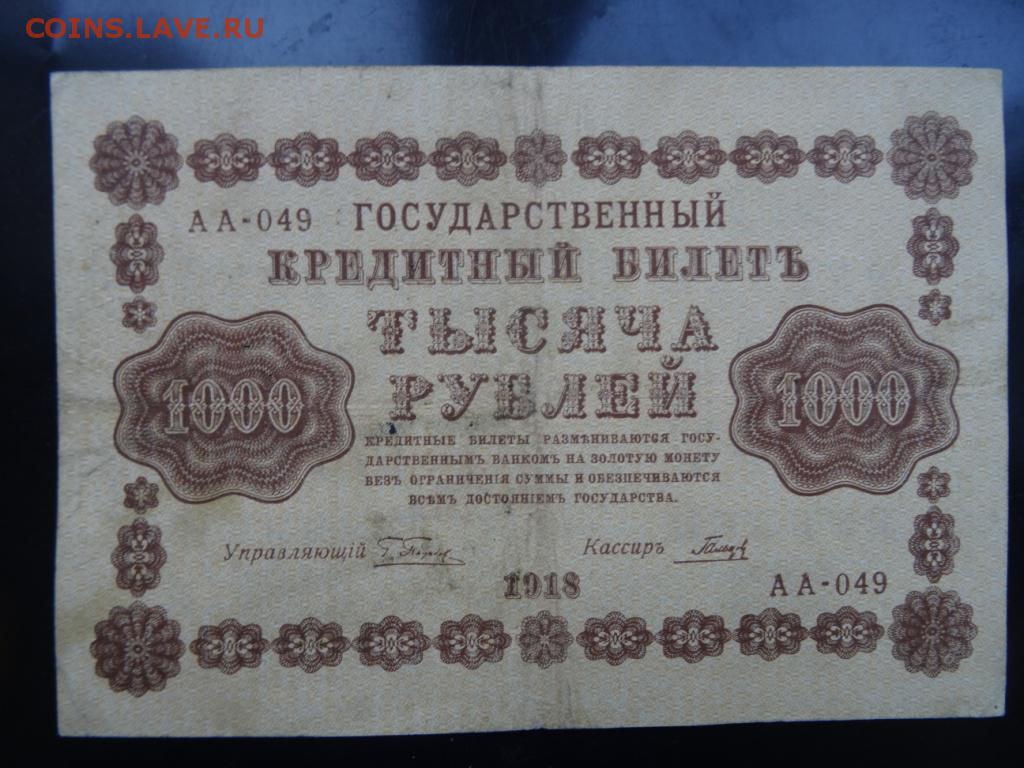 COINS.LAVE.RU
АА-049 ГОСУДАРСТВЕННЫЙ
КРЕДИТНЫЙ БИЛЕТЪ
ТЫСЯЧА
РУБЛЕЙ
1000
1000
КРЕДИТНЫЕ БИЛЕТЫ РАЗМѢНИВАЮТСЯ ГОСУ-
ДАРСТВЕННЫМЪ БАНКОМЪ НА ЗОЛОТУЮ МОНЕТУ
БЕЗЪ ОГРАНИЧЕНІЯ СУММЫ И ОБЕЗПЕЧИВАЮТСЯ
ВСѢМЪ ДОСТОЯНІЕМЪ ГОСУДАРСТВА.
Управляющій
Кассиръ
1918
АА-049